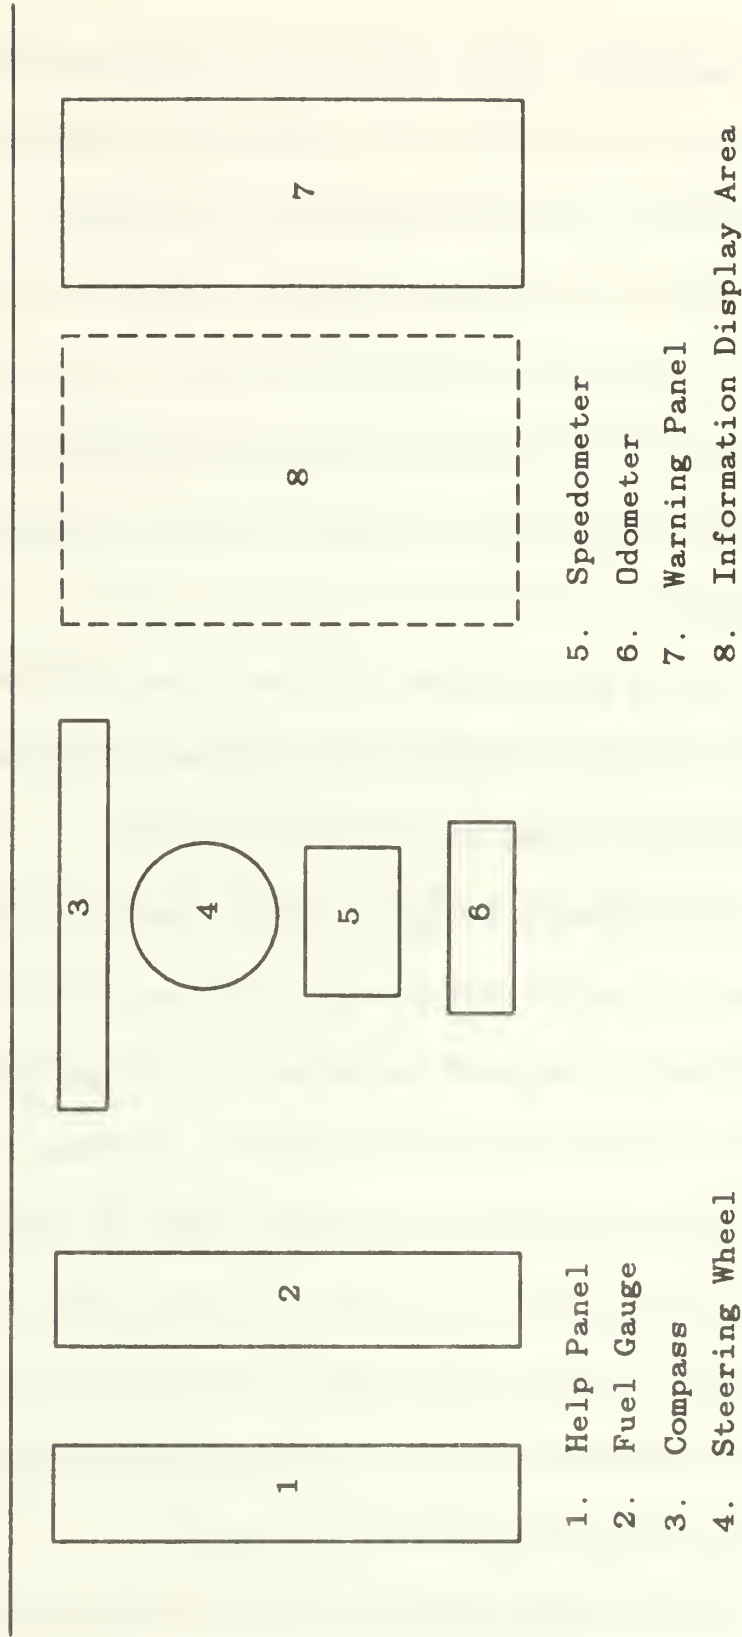 3
7
8
4
1
2
5
6
1. Help Panel
2. Fuel Gauge
3. Compass
4. Steering Wheel
5. Speedometer
6. Odometer
7. Warning Panel
8. Information Display Area